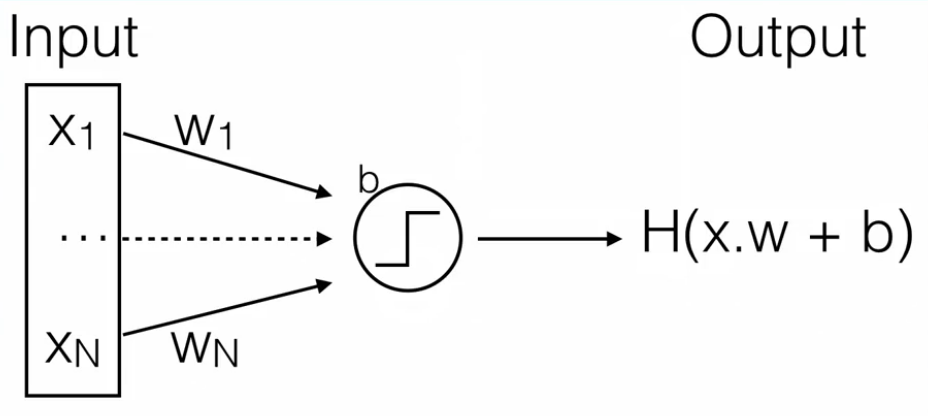 Input
Output
x1
w1
b
...
H(x.w + b)
xN
wN